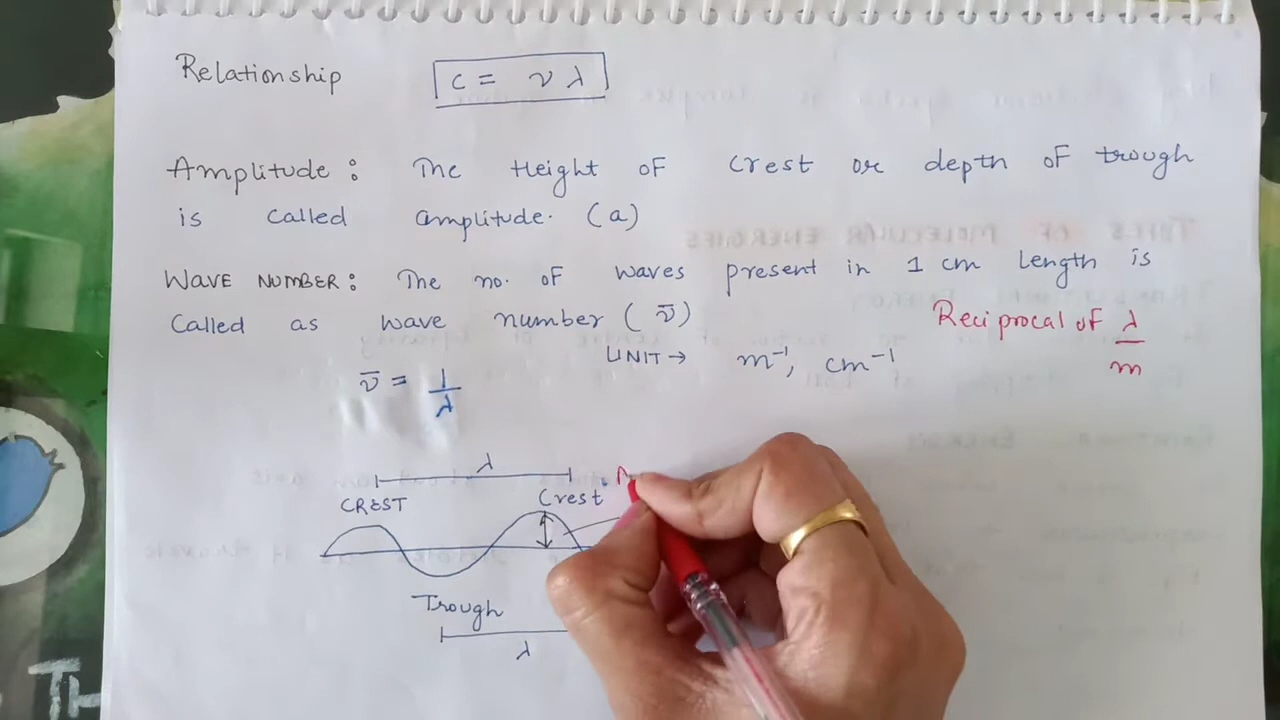 Relationship c = ν λ
Amplitude: The Height of crest or depth of trough
is called amplitude. (a)
WAVE NUMBER: The no. of waves present in 1 cm length is
called as wave number (ν̄)
Reciprocal of λ
m
UNIT → m⁻¹, cm⁻¹
ν̄ = 1/λ
λ
CREST Crest
Trough
λ
TH